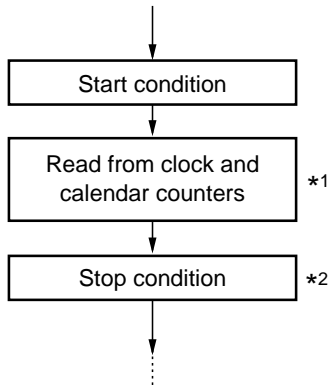 Start condition
Read from clock and
calendar counters
*1
Stop condition
*2